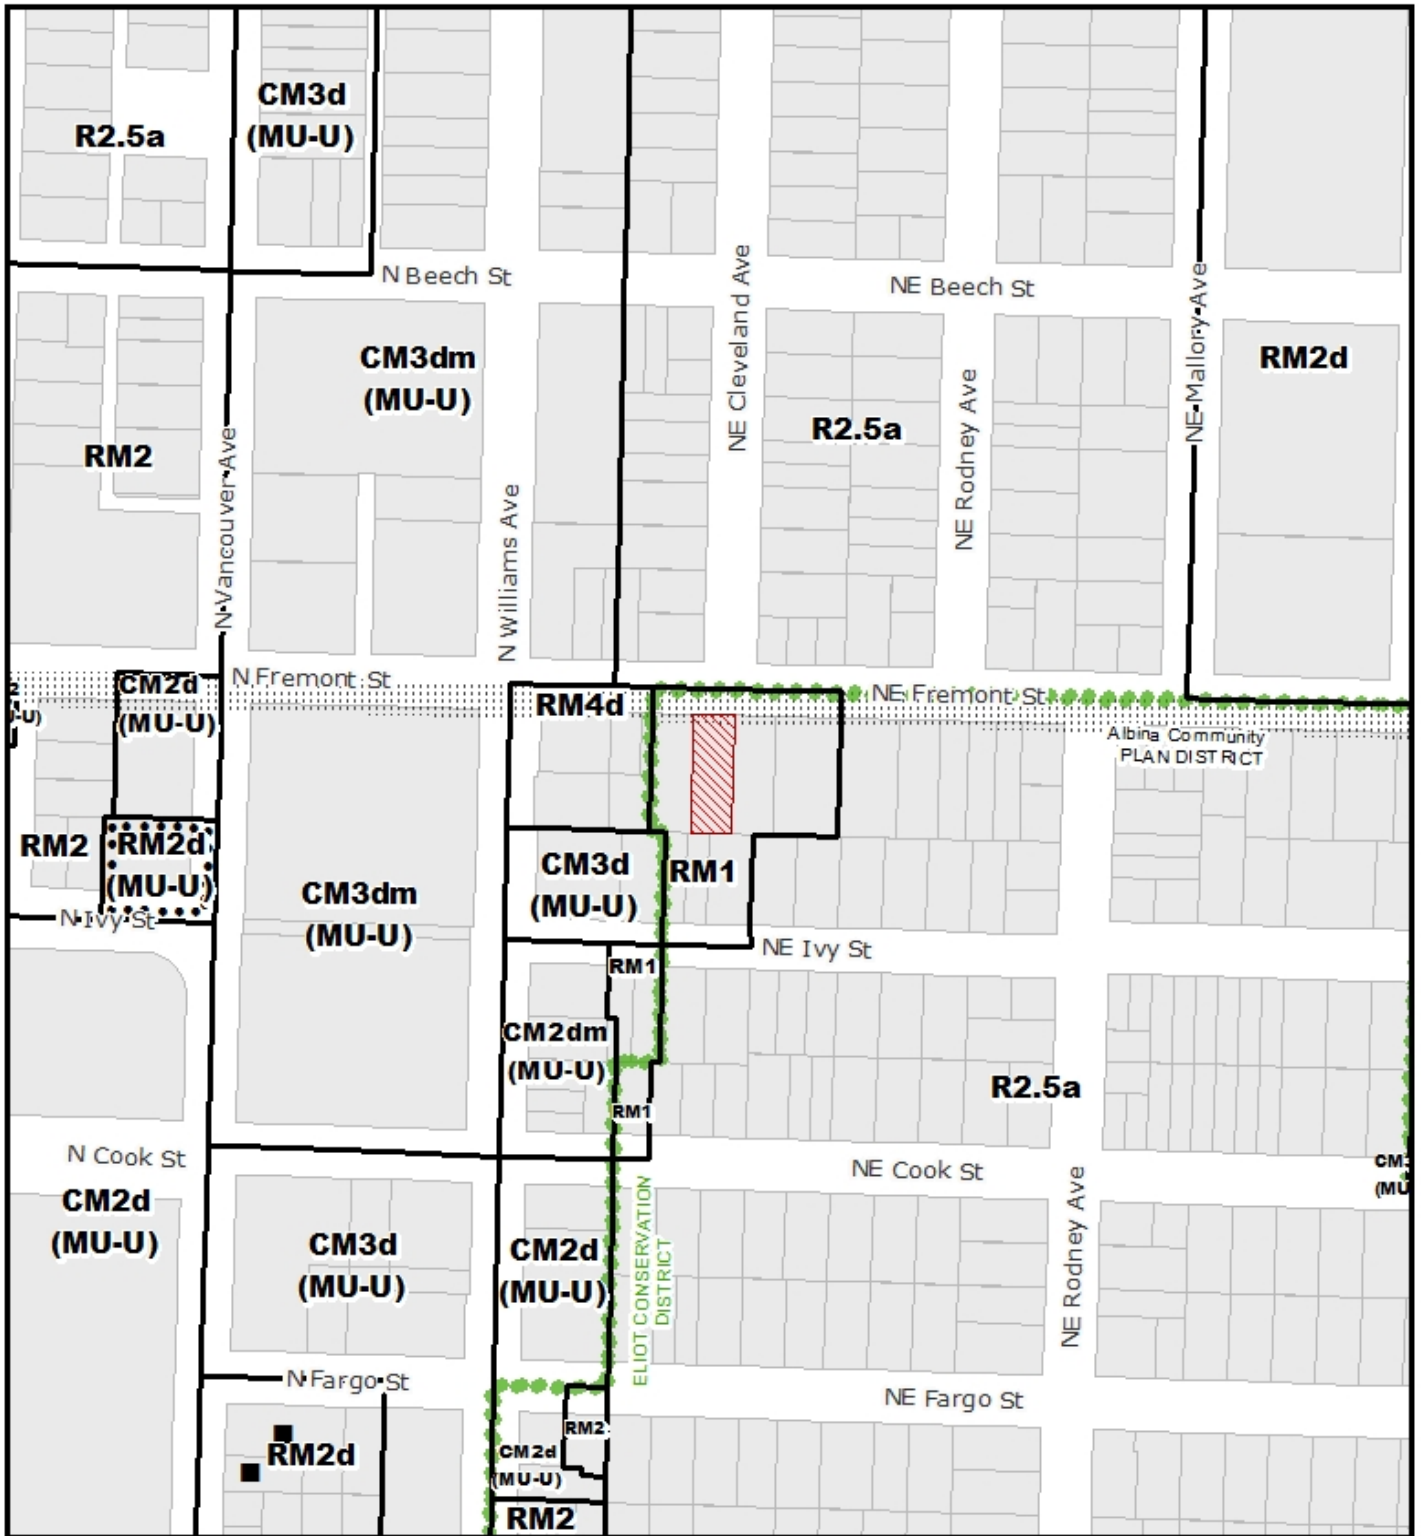 CM3d
(MU-U)
R2.5a
N Beech St
NE Beech St
NE Cleveland Ave
NE Mallory Ave
CM3dm
(MU-U)
RM2d
NE Rodney Ave
R2.5a
RM2
N Vancouver Ave
N Williams Ave
N Fremont St
CM2d
(MU-U)
RM4d
NE Fremont St
Albina Community
PLAN DISTRICT
RM2
RM2d
(MU-U)
CM3d
(MU-U)
RM1
CM3dm
(MU-U)
N Ivy St
NE Ivy St
RM1
CM2dm
(MU-U)
R2.5a
RM1
N Cook St
NE Cook St
CM2d
(MU-U)
NE Rodney Ave
ELIOT CONSERVATION
DISTRICT
CM3d
(MU-U)
CM2d
(MU-U)
N Fargo St
NE Fargo St
RM2
RM2d
CM2d
(MU-U)
RM2